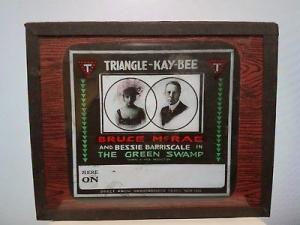 TRIANGLE-KAY-BEE
T T
BRUCE McRAE
AND BESSIE BARRISCALE IN
THE GREEN SWAMP
HERE
ON